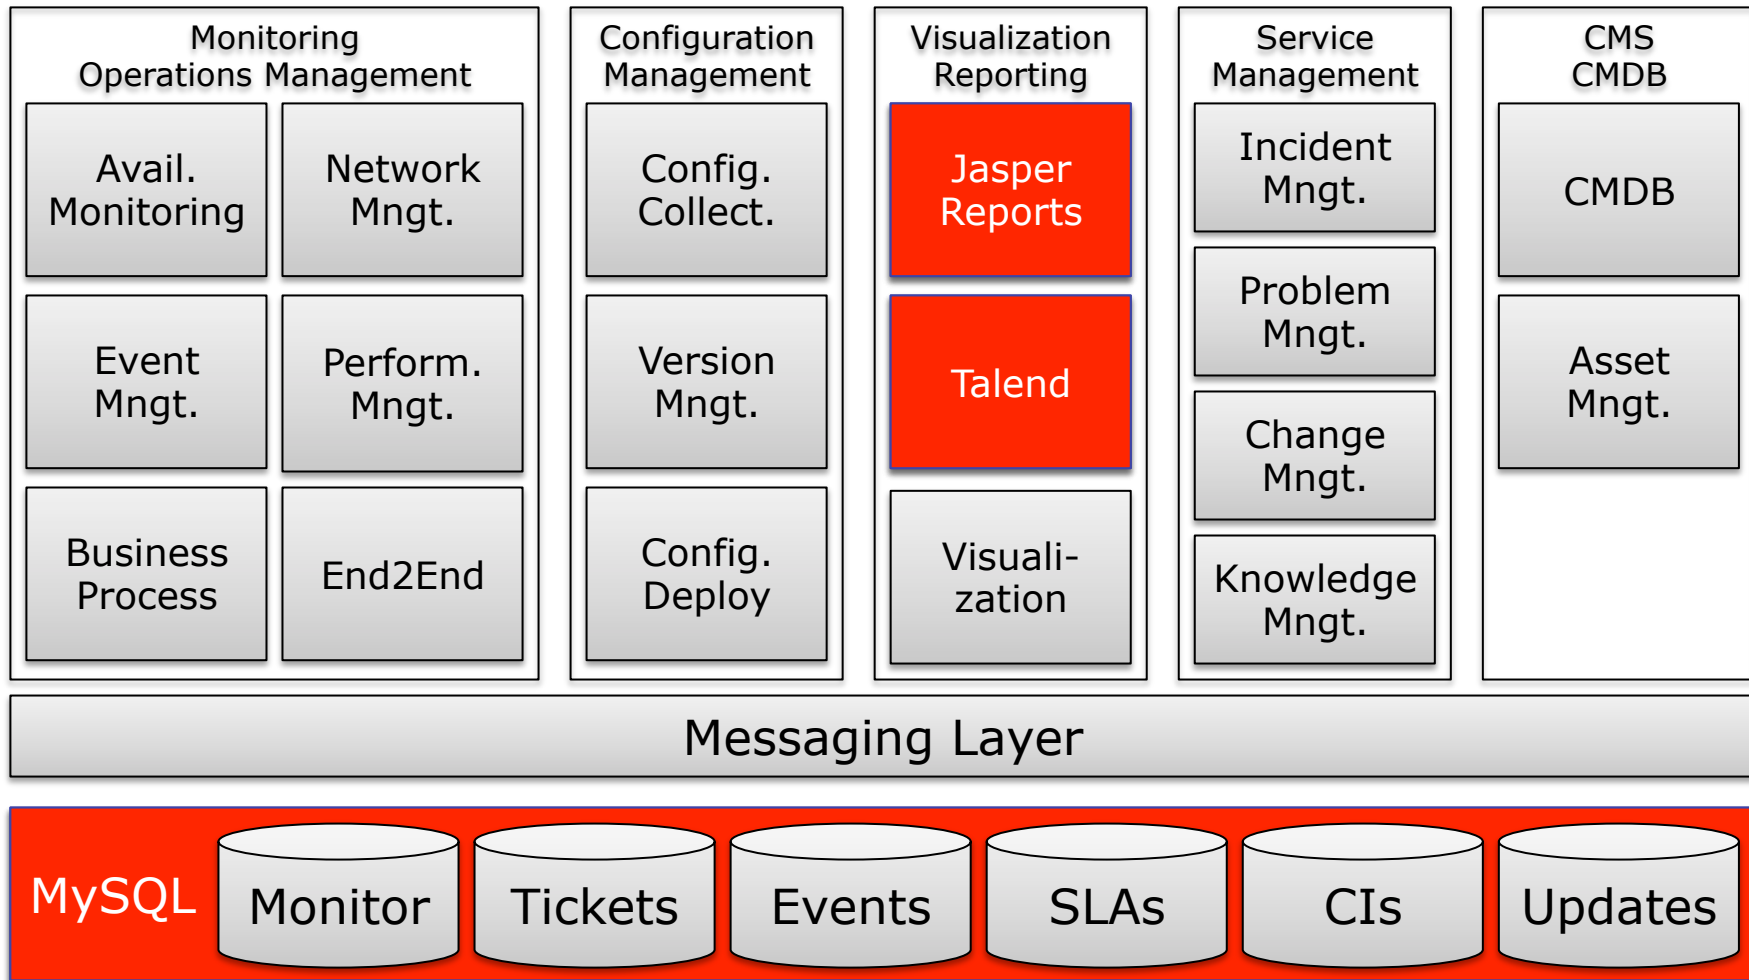 Monitoring
Operations Management
Avail.
Monitoring
Network
Mngt.
Event
Mngt.
Perform.
Mngt.
Business
Process
End2End
Configuration
Management
Config.
Collect.
Version
Mngt.
Config.
Deploy
Visualization
Reporting
Jasper
Reports
Talend
Visuali-
zation
Service
Management
Incident
Mngt.
Problem
Mngt.
Change
Mngt.
Knowledge
Mngt.
CMS
CMDB
CMDB
Asset
Mngt.
Messaging Layer
MySQL
Monitor
Tickets
Events
SLAs
CIs
Updates